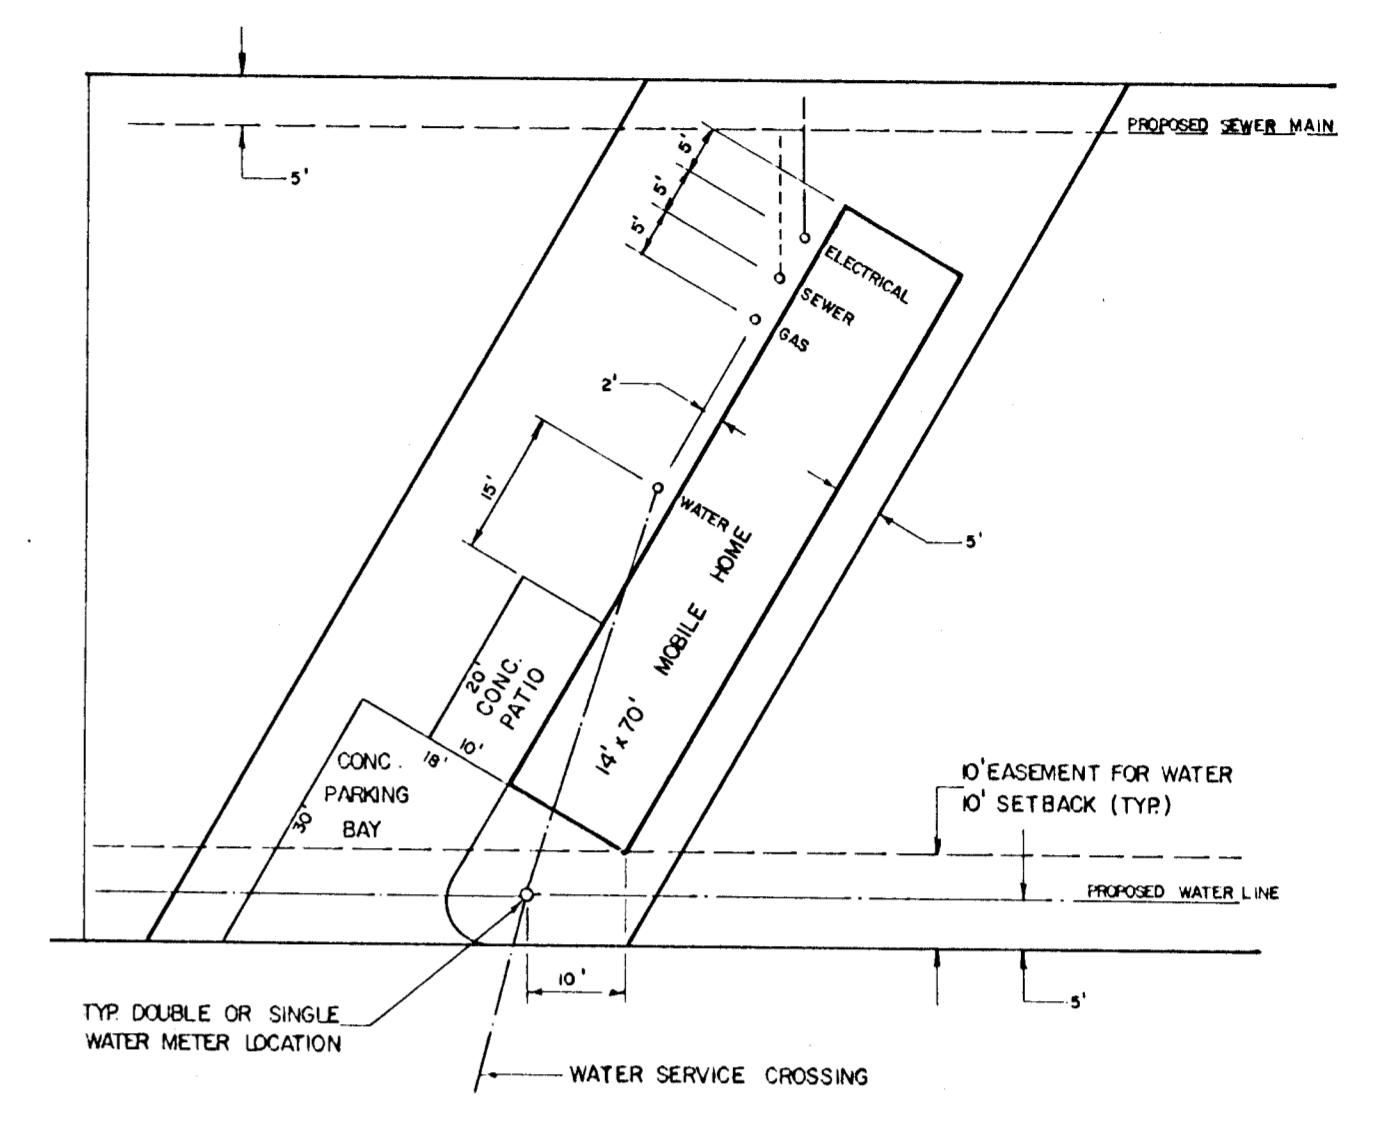 PROPOSED SEWER MAIN
5'
5'
5'
5'
ELECTRICAL
SEWER
GAS
2'
15'
WATER
5'
14' x 70' MOBILE HOME
20'
CONC.
PATIO
10'
18'
CONC.
PARKING
BAY
30'
10' EASEMENT FOR WATER
10' SETBACK (TYP.)
PROPOSED WATER LINE
10'
5'
TYP. DOUBLE OR SINGLE
WATER METER LOCATION
WATER SERVICE CROSSING